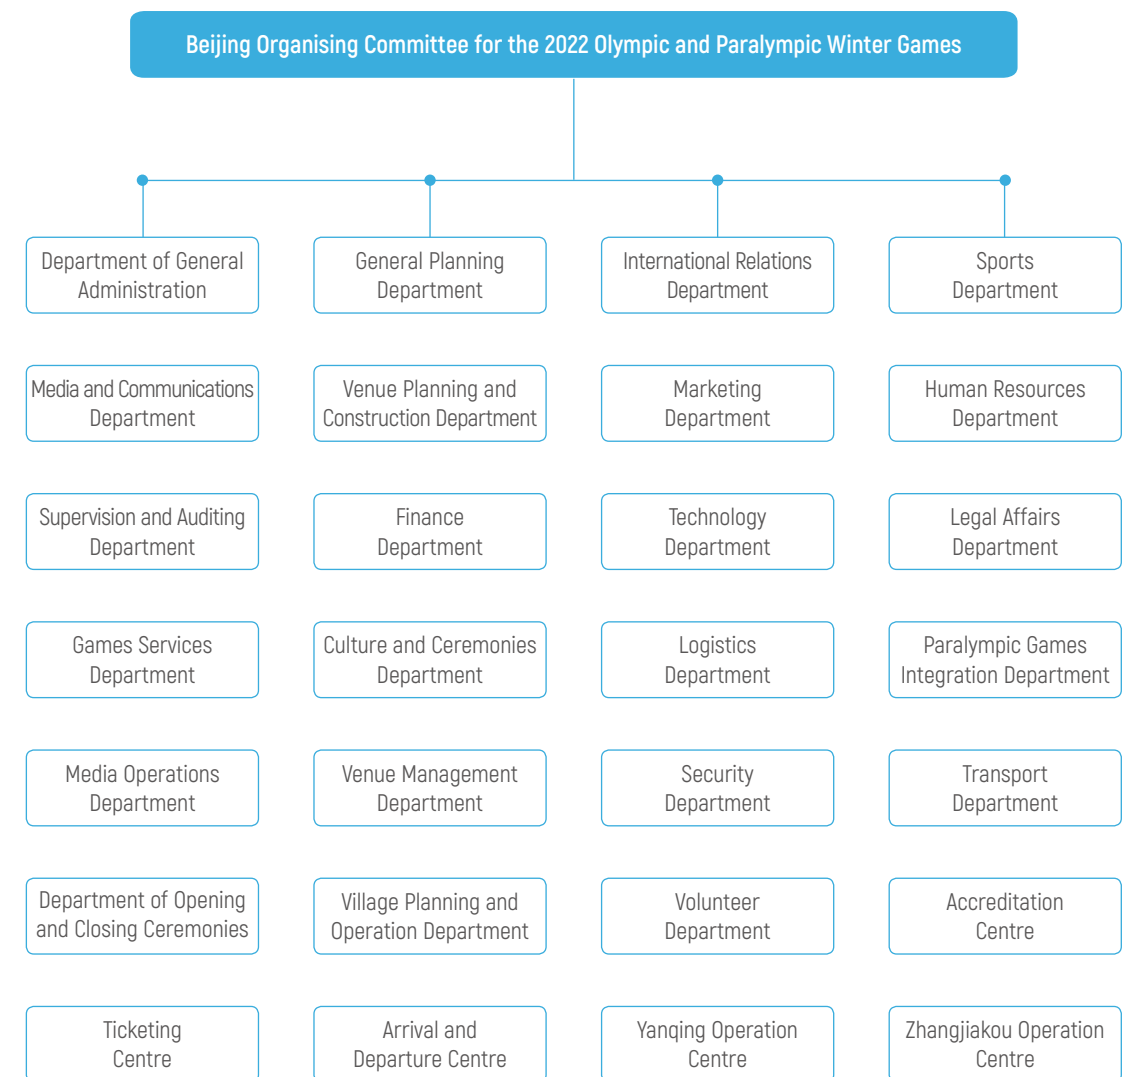 Beijing Organising Committee for the 2022 Olympic and Paralympic Winter Games
Department of General
Administration
General Planning
Department
International Relations
Department
Sports
Department
Media and Communications
Department
Venue Planning and
Construction Department
Marketing
Department
Human Resources
Department
Supervision and Auditing
Department
Finance
Department
Technology
Department
Legal Affairs
Department
Games Services
Department
Culture and Ceremonies
Department
Logistics
Department
Paralympic Games
Integration Department
Media Operations
Department
Venue Management
Department
Security
Department
Transport
Department
Department of Opening
and Closing Ceremonies
Village Planning and
Operation Department
Volunteer
Department
Accreditation
Centre
Ticketing
Centre
Arrival and
Departure Centre
Yanqing Operation
Centre
Zhangjiakou Operation
Centre